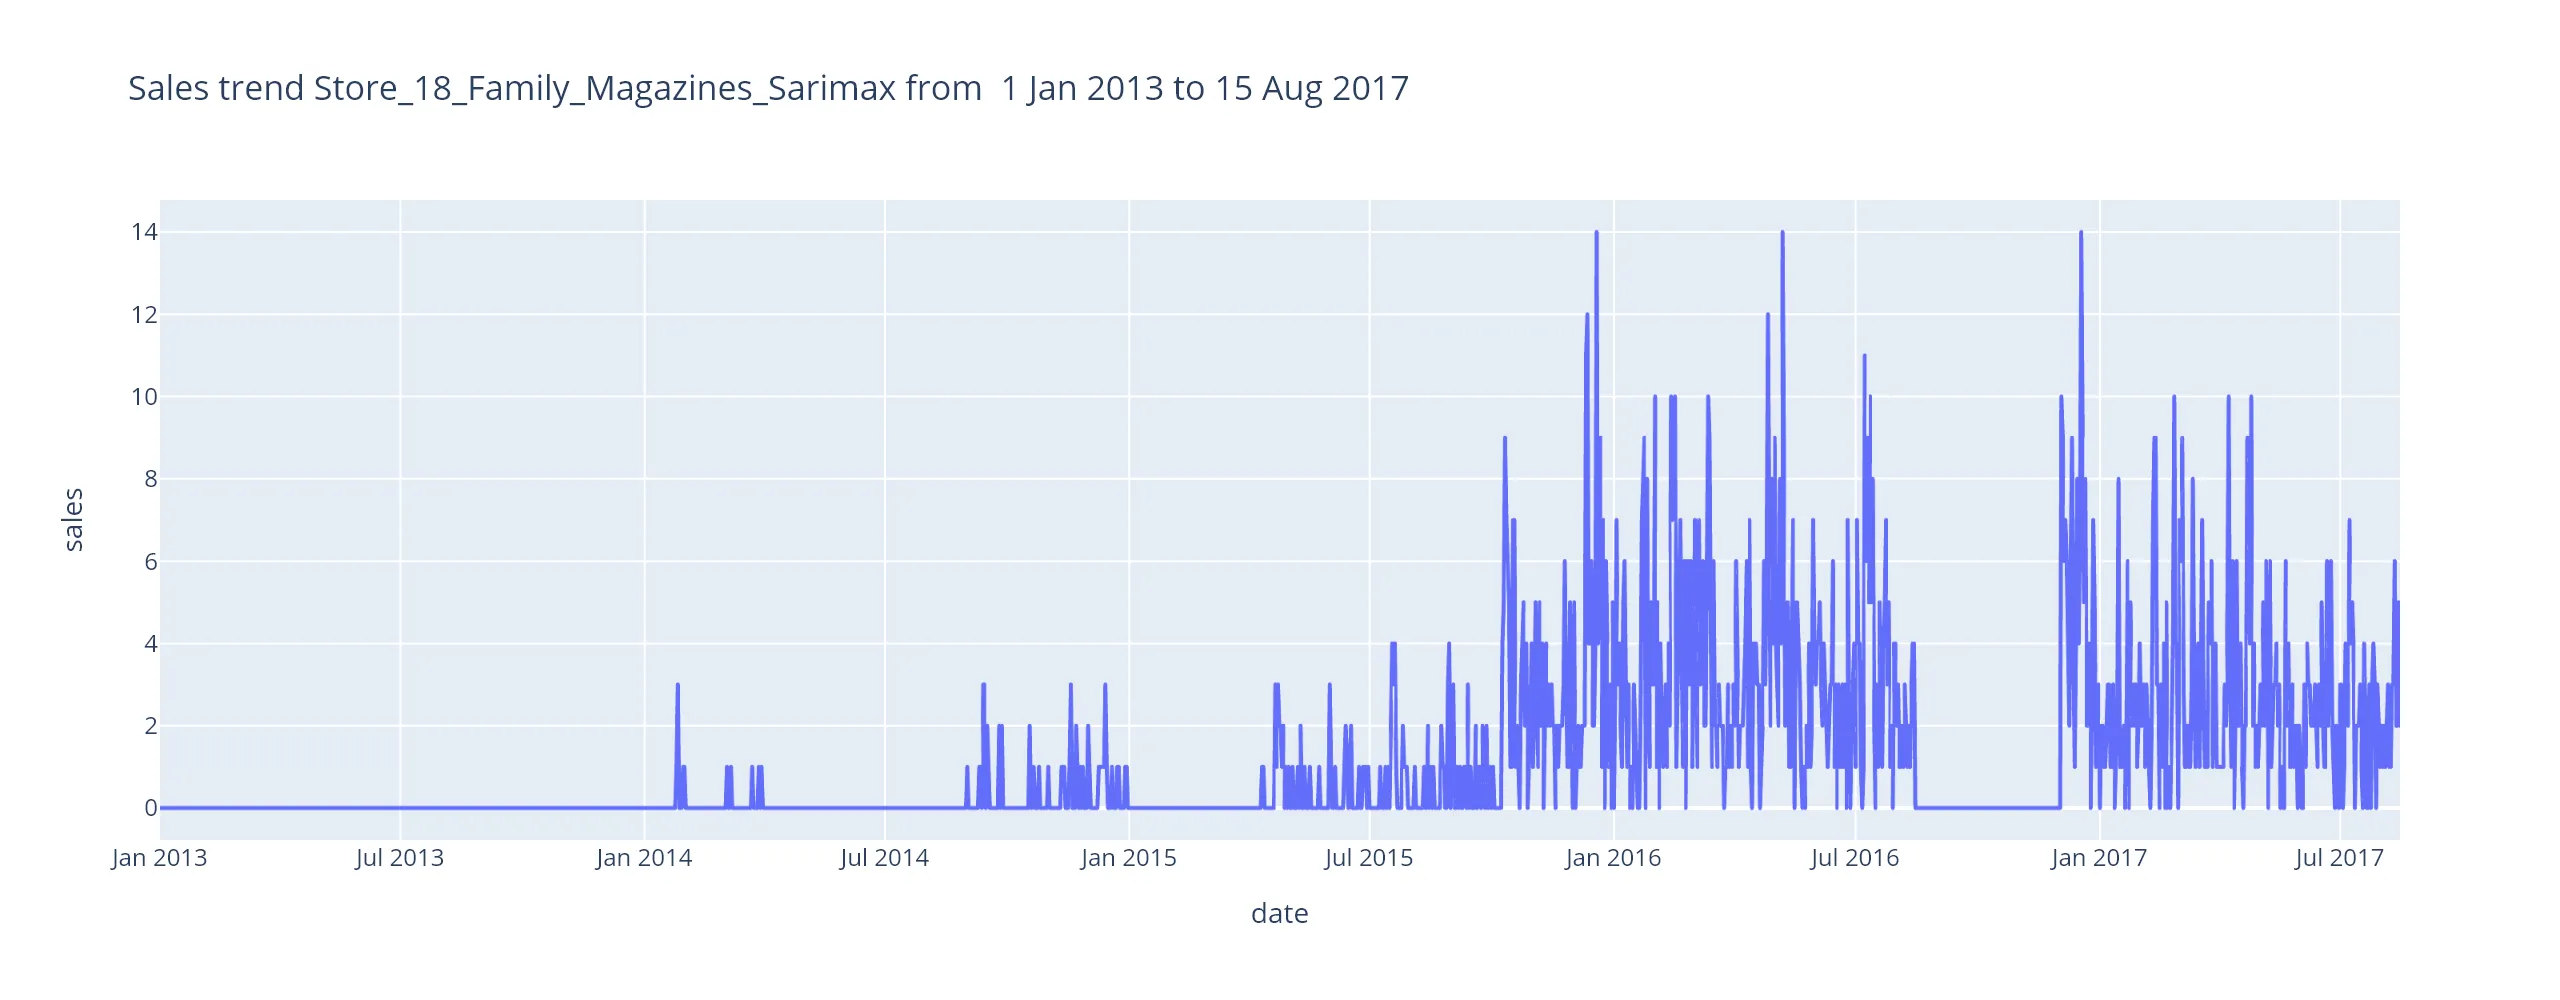 Sales trend Store_18_Family_Magazines_Sarimax from  1 Jan 2013 to 15 Aug 2017
14
12
10
8
6
4
2
0
sales
Jan 2013
Jul 2013
Jan 2014
Jul 2014
Jan 2015
Jul 2015
Jan 2016
Jul 2016
Jan 2017
Jul 2017
date